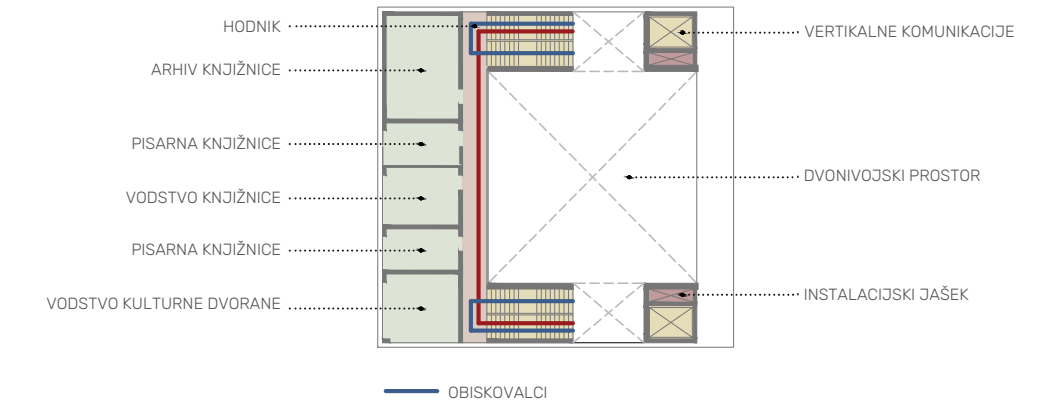 HODNIK
ARHIV KNJIŽNICE
PISARNA KNJIŽNICE
VODSTVO KNJIŽNICE
PISARNA KNJIŽNICE
VODSTVO KULTURNE DVORANE
VERTIKALNE KOMUNIKACIJE
DVONIVOJSKI PROSTOR
INSTALACIJSKI JAŠEK
OBISKOVALCI